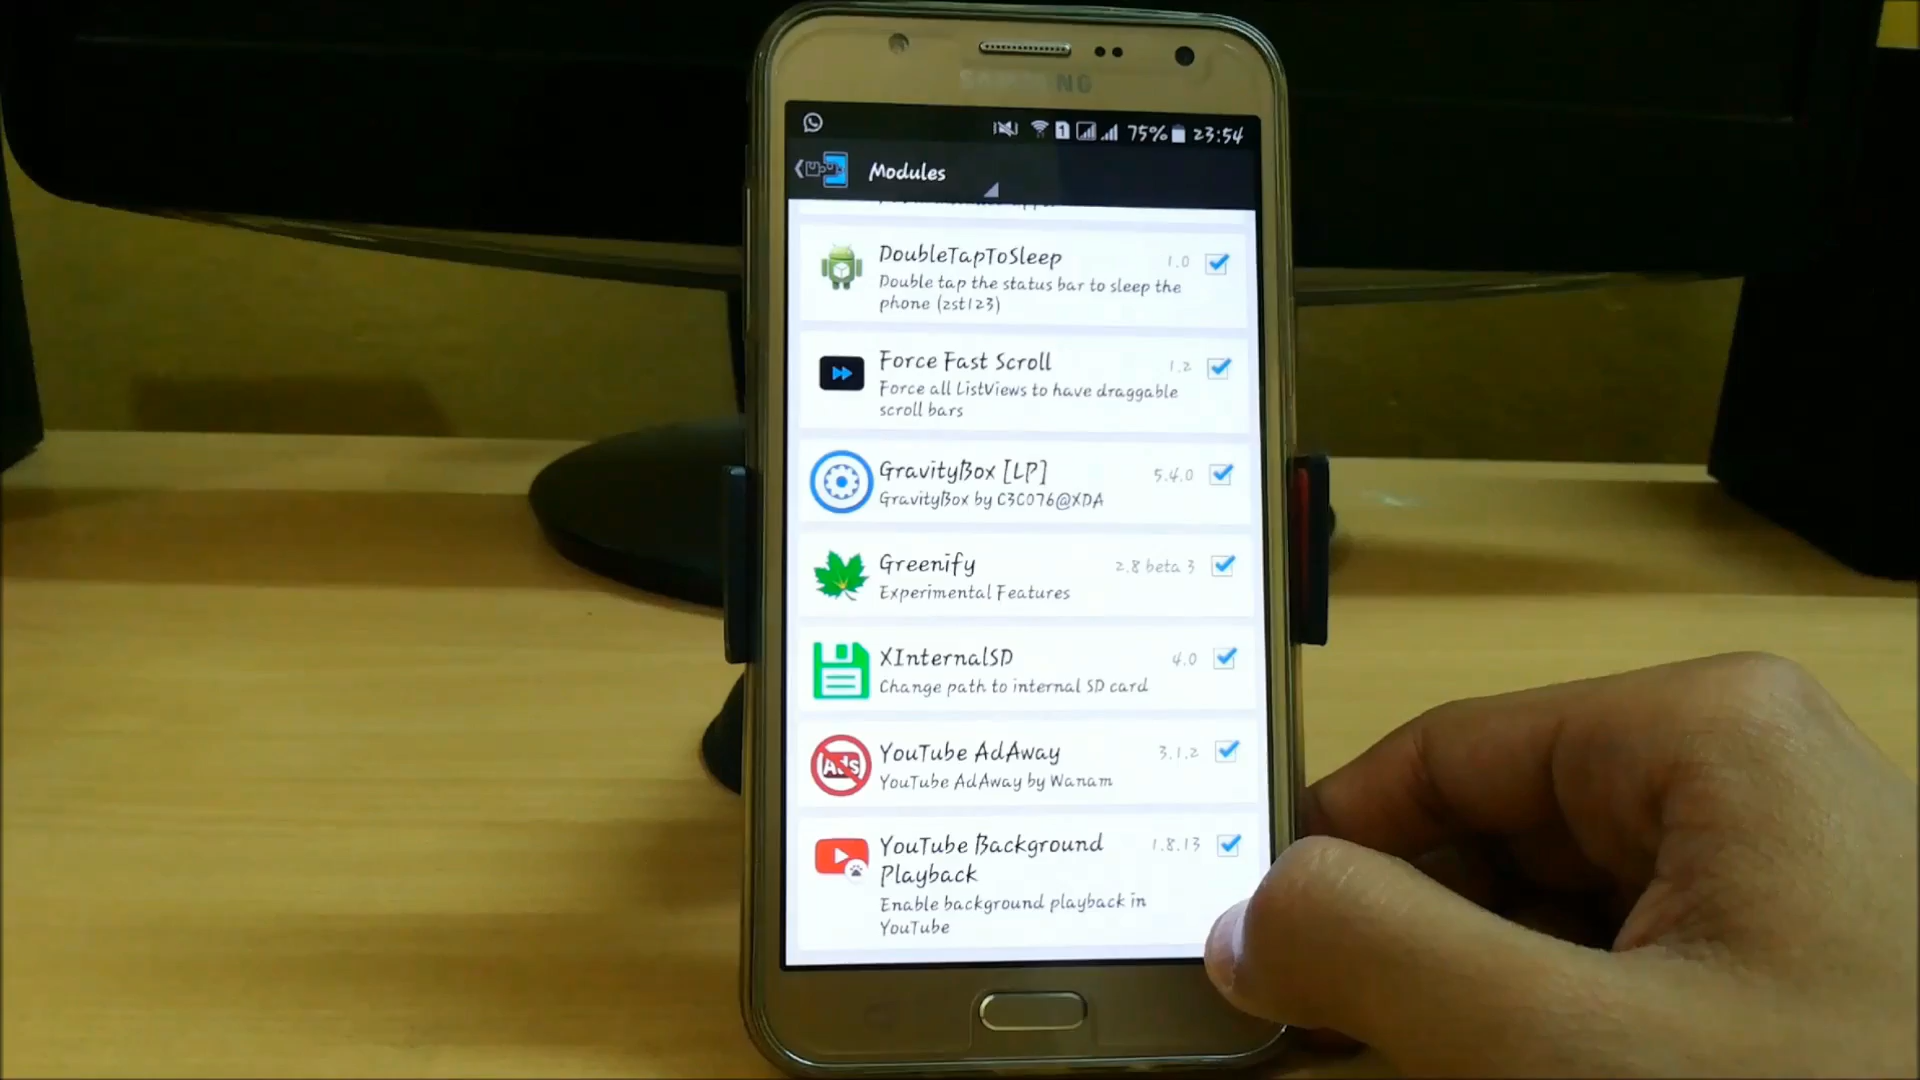 SAMSUNG
1 75% 23:54
Modules
DoubleTapToSleep 1.0
Double tap the status bar to sleep the
phone (zst123)
Force Fast Scroll 1.2
Force all ListViews to have draggable
scroll bars
GravityBox [LP] 5.4.0
GravityBox by C3C076@XDA
Greenify 2.8 beta 3
Experimental Features
XInternalSD 4.0
Change path to internal SD card
Ads
YouTube AdAway 3.1.2
YouTube AdAway by Wanam
YouTube Background 1.8.13
Playback
Enable background playback in
YouTube